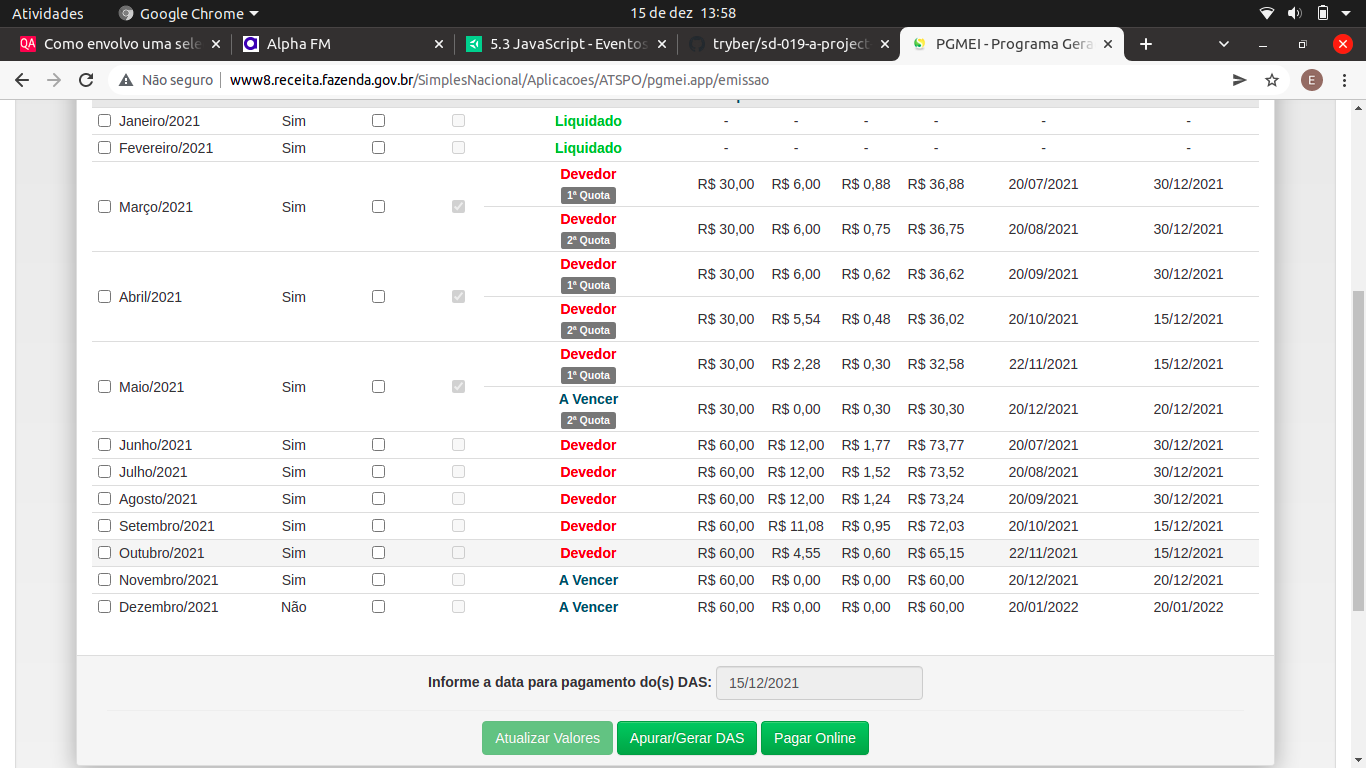 Atividades Google Chrome 15 de dez 13:58
Como envolvo uma sele Alpha FM 5.3 JavaScript - Eventos tryber/sd-019-a-project PGMEI - Programa Gera
Não seguro www8.receita.fazenda.gov.br/SimplesNacional/Aplicacoes/ATSPO/pgmei.app/emissao E
Janeiro/2021 Sim Liquidado - - - - - -
Fevereiro/2021 Sim Liquidado - - - - - -
Março/2021 Sim Devedor 1ª Quota R$ 30,00 R$ 6,00 R$ 0,88 R$ 36,88 20/07/2021 30/12/2021
Devedor 2ª Quota R$ 30,00 R$ 6,00 R$ 0,75 R$ 36,75 20/08/2021 30/12/2021
Abril/2021 Sim Devedor 1ª Quota R$ 30,00 R$ 6,00 R$ 0,62 R$ 36,62 20/09/2021 30/12/2021
Devedor 2ª Quota R$ 30,00 R$ 5,54 R$ 0,48 R$ 36,02 20/10/2021 15/12/2021
Maio/2021 Sim Devedor 1ª Quota R$ 30,00 R$ 2,28 R$ 0,30 R$ 32,58 22/11/2021 15/12/2021
A Vencer 2ª Quota R$ 30,00 R$ 0,00 R$ 0,30 R$ 30,30 20/12/2021 20/12/2021
Junho/2021 Sim Devedor R$ 60,00 R$ 12,00 R$ 1,77 R$ 73,77 20/07/2021 30/12/2021
Julho/2021 Sim Devedor R$ 60,00 R$ 12,00 R$ 1,52 R$ 73,52 20/08/2021 30/12/2021
Agosto/2021 Sim Devedor R$ 60,00 R$ 12,00 R$ 1,24 R$ 73,24 20/09/2021 30/12/2021
Setembro/2021 Sim Devedor R$ 60,00 R$ 11,08 R$ 0,95 R$ 72,03 20/10/2021 15/12/2021
Outubro/2021 Sim Devedor R$ 60,00 R$ 4,55 R$ 0,60 R$ 65,15 22/11/2021 15/12/2021
Novembro/2021 Sim A Vencer R$ 60,00 R$ 0,00 R$ 0,00 R$ 60,00 20/12/2021 20/12/2021
Dezembro/2021 Não A Vencer R$ 60,00 R$ 0,00 R$ 0,00 R$ 60,00 20/01/2022 20/01/2022
Informe a data para pagamento do(s) DAS: 15/12/2021
Atualizar Valores Apurar/Gerar DAS Pagar Online